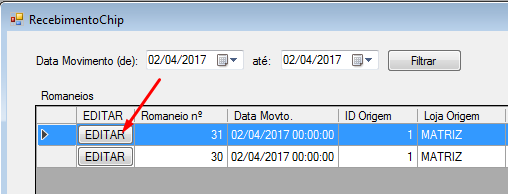 RecebimentoChip
Data Movimento (de): 02/04/2017 até: 02/04/2017 Filtrar
Romaneios
EDITAR Romaneio nº Data Movto. ID Origem Loja Origem
EDITAR 31 02/04/2017 00:00:00 1 MATRIZ
EDITAR 30 02/04/2017 00:00:00 1 MATRIZ